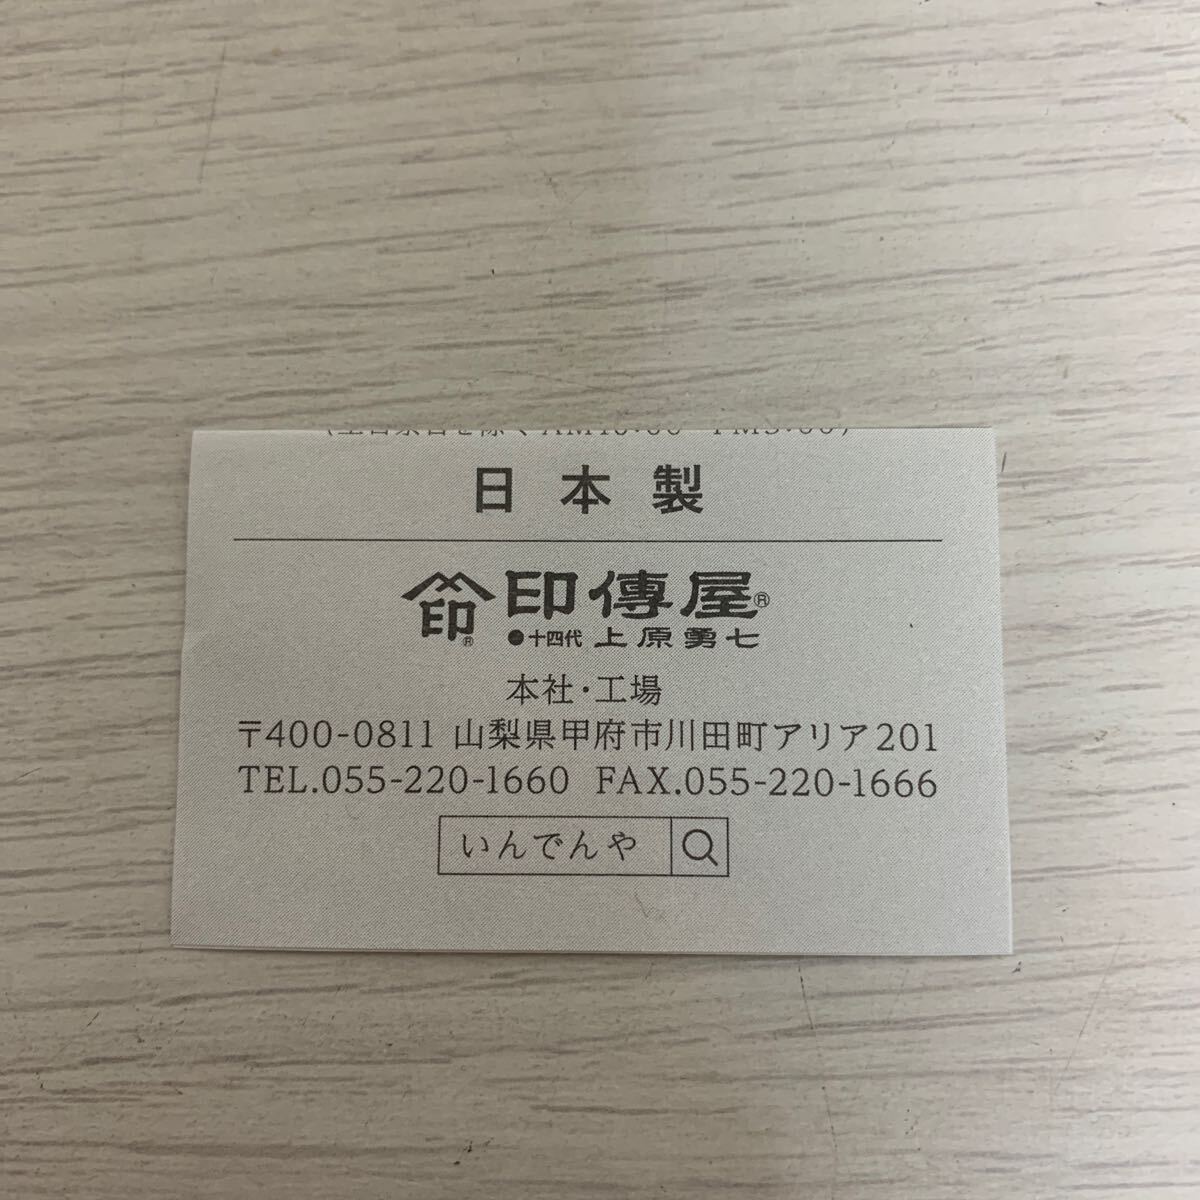 日本製
印 ® 印傳屋®
●十四代 上原勇七
本社・工場
〒400-0811 山梨県甲府市川田町アリア201
TEL.055-220-1660 FAX.055-220-1666
いんでんや